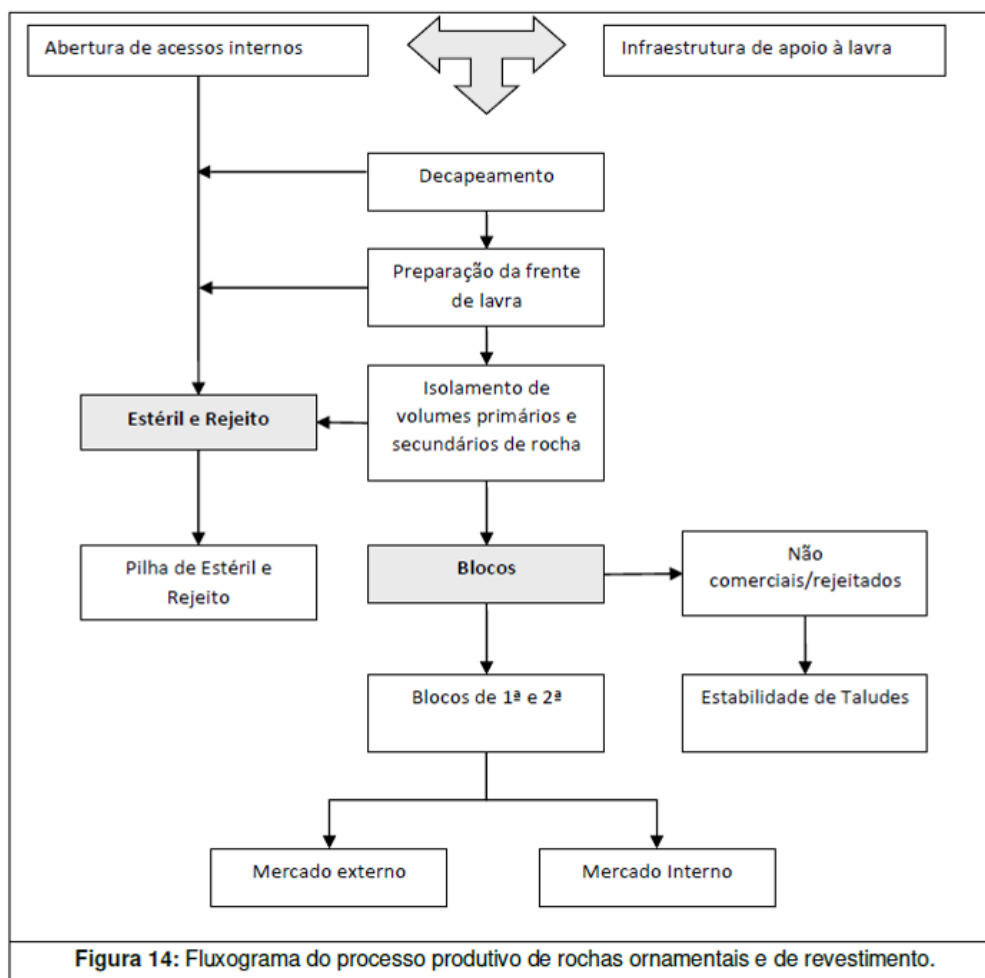 Abertura de acessos internos
Infraestrutura de apoio à lavra
Decapeamento
Preparação da frente
de lavra
Isolamento de
volumes primários e
secundários de rocha
Estéril e Rejeito
Pilha de Estéril e
Rejeito
Blocos
Não
comerciais/rejeitados
Blocos de 1ª e 2ª
Estabilidade de Taludes
Mercado externo
Mercado Interno
Figura 14: Fluxograma do processo produtivo de rochas ornamentais e de revestimento.